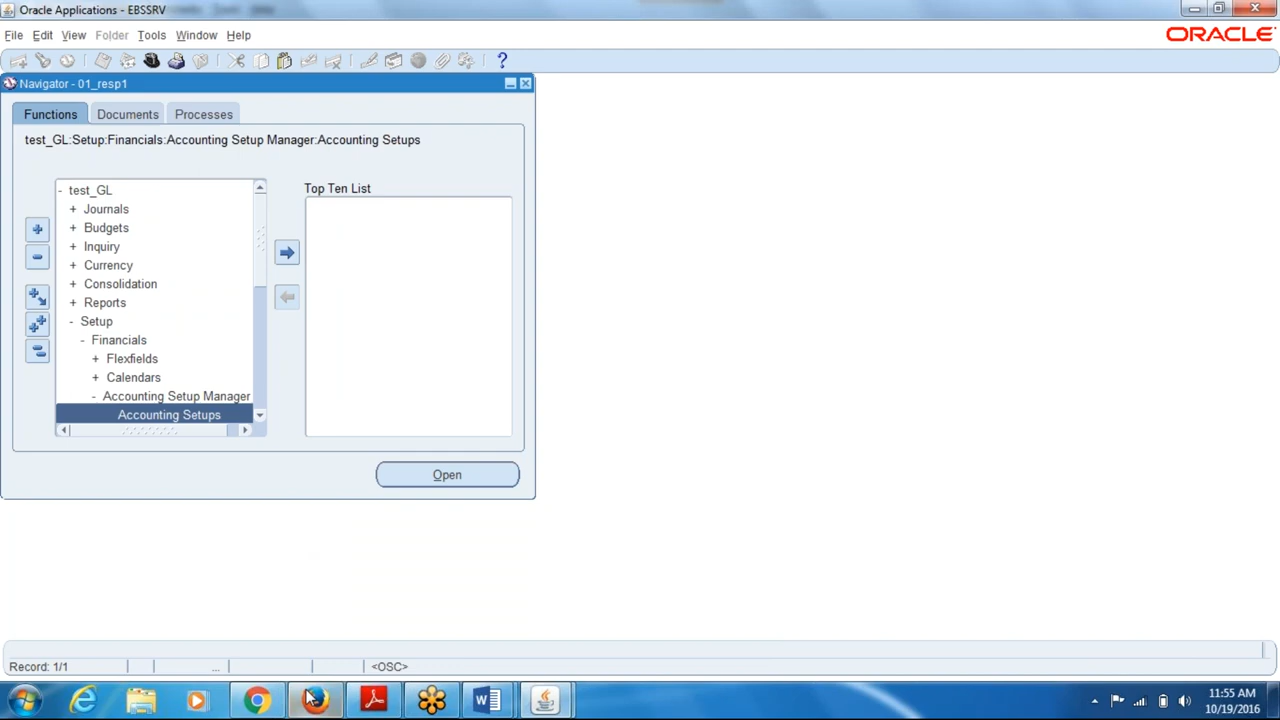 Oracle Applications - EBSSRV
File Edit View Folder Tools Window Help
ORACLE
Navigator - 01_resp1
Functions Documents Processes
test_GL:Setup:Financials:Accounting Setup Manager:Accounting Setups
Top Ten List
- test_GL
+ Journals
+ Budgets
+ Inquiry
+ Currency
+ Consolidation
+ Reports
- Setup
- Financials
+ Flexfields
+ Calendars
- Accounting Setup Manager
Accounting Setups
Open
Record: 1/1 ... <OSC>
11:55 AM
10/19/2016